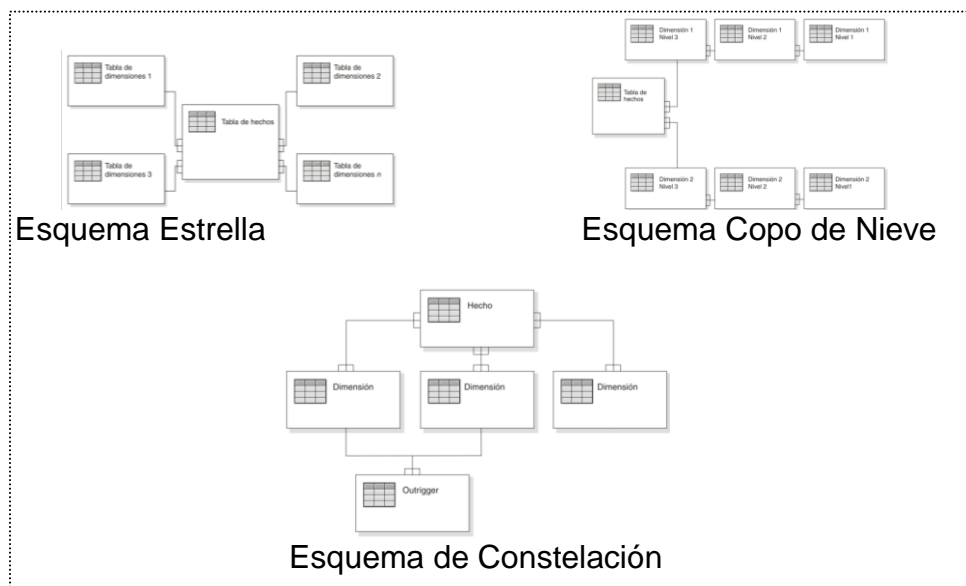 Tabla de
dimensiones 1
Tabla de
dimensiones 2
Tabla de hechos
Tabla de
dimensiones 3
Tabla de
dimensiones n
Esquema Estrella
Dimensión 1
Nivel 3
Dimensión 1
Nivel 2
Dimensión 1
Nivel 1
Tabla de
hechos
Dimensión 2
Nivel 3
Dimensión 2
Nivel 2
Dimensión 2
Nivel1
Esquema Copo de Nieve
Hecho
Dimensión
Dimensión
Dimensión
Outrigger
Esquema de Constelación